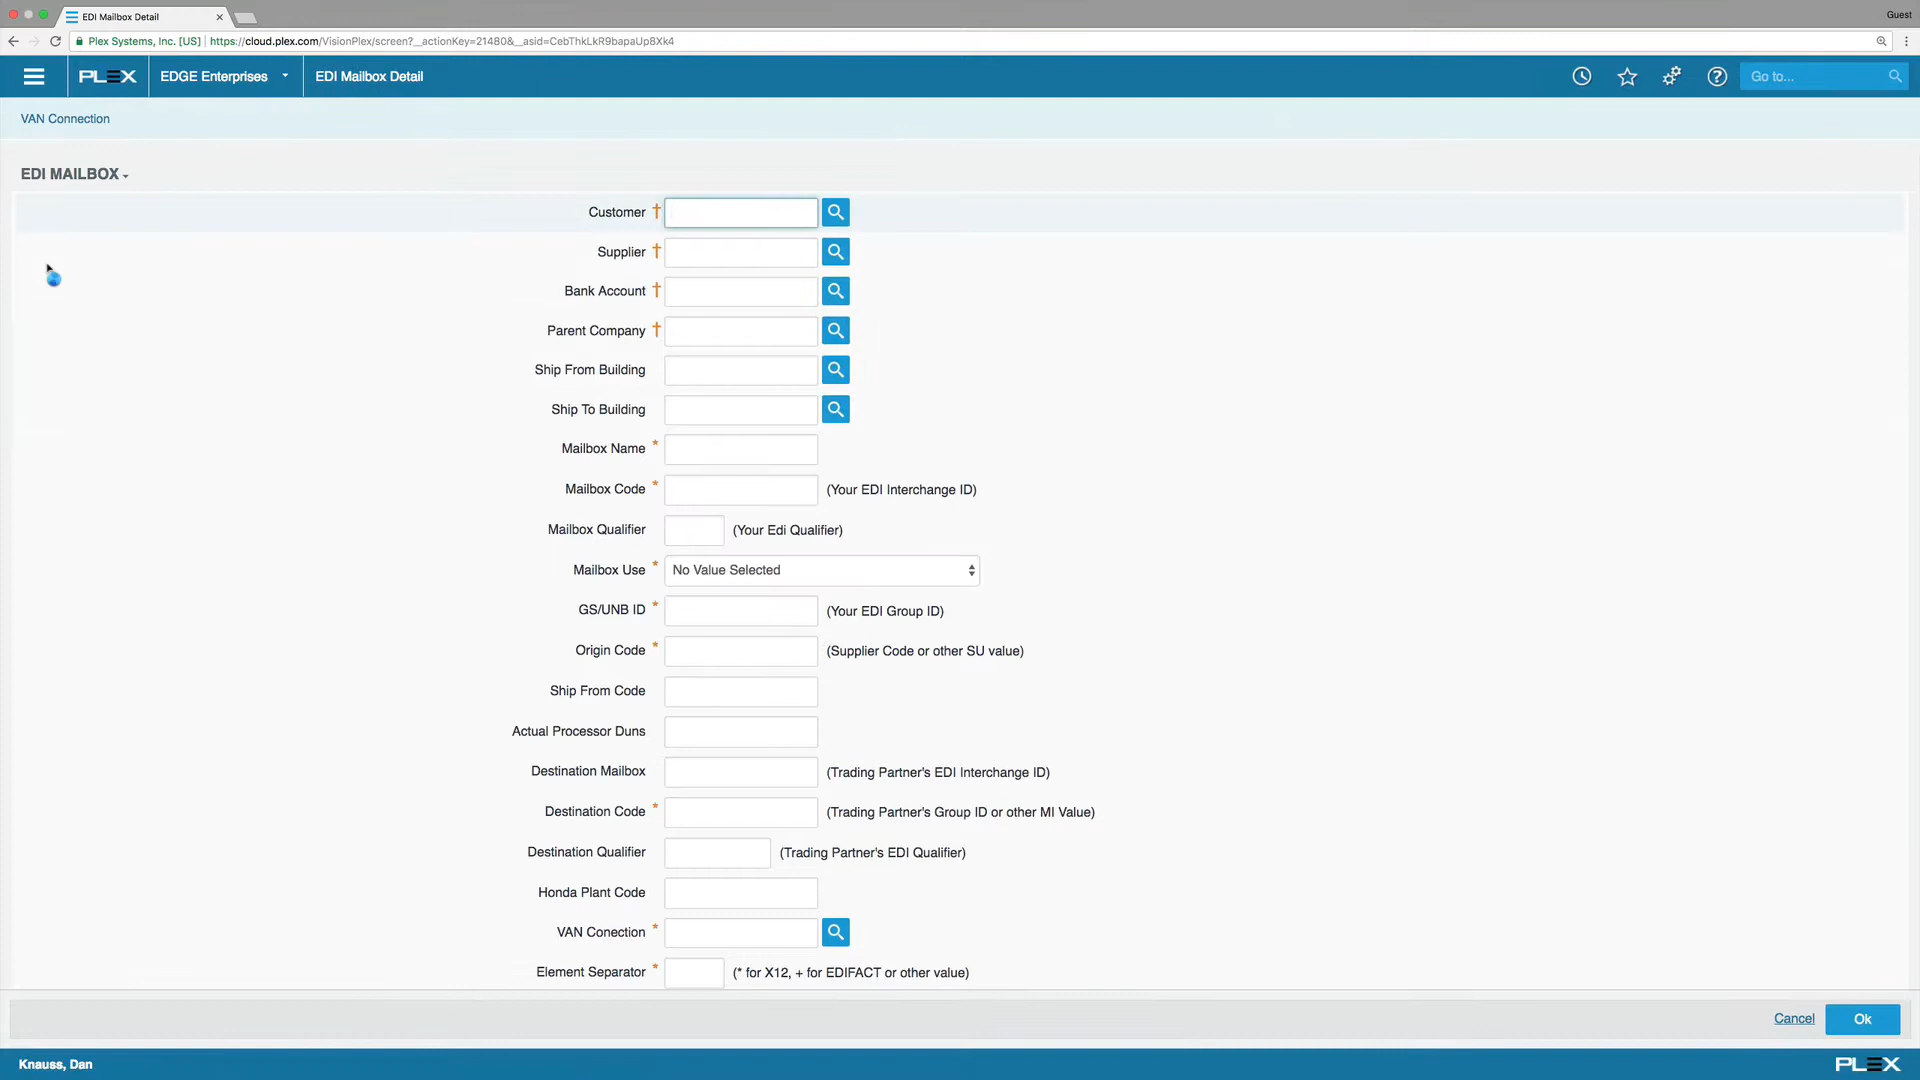 EDI Mailbox Detail
Guest
Plex Systems, Inc. [US] | https://cloud.plex.com/VisionPlex/screen?__actionKey=21480&__asid=CebThkLkR9bapaUp8Xk4
PLEX EDGE Enterprises EDI Mailbox Detail Go to...
VAN Connection
EDI MAILBOX
Customer †
Supplier †
Bank Account †
Parent Company †
Ship From Building
Ship To Building
Mailbox Name *
Mailbox Code * (Your EDI Interchange ID)
Mailbox Qualifier (Your Edi Qualifier)
Mailbox Use * No Value Selected
GS/UNB ID * (Your EDI Group ID)
Origin Code * (Supplier Code or other SU value)
Ship From Code
Actual Processor Duns
Destination Mailbox (Trading Partner's EDI Interchange ID)
Destination Code * (Trading Partner's Group ID or other MI Value)
Destination Qualifier (Trading Partner's EDI Qualifier)
Honda Plant Code
VAN Conection *
Element Separator * (* for X12, + for EDIFACT or other value)
Cancel Ok
Knauss, Dan PLEX